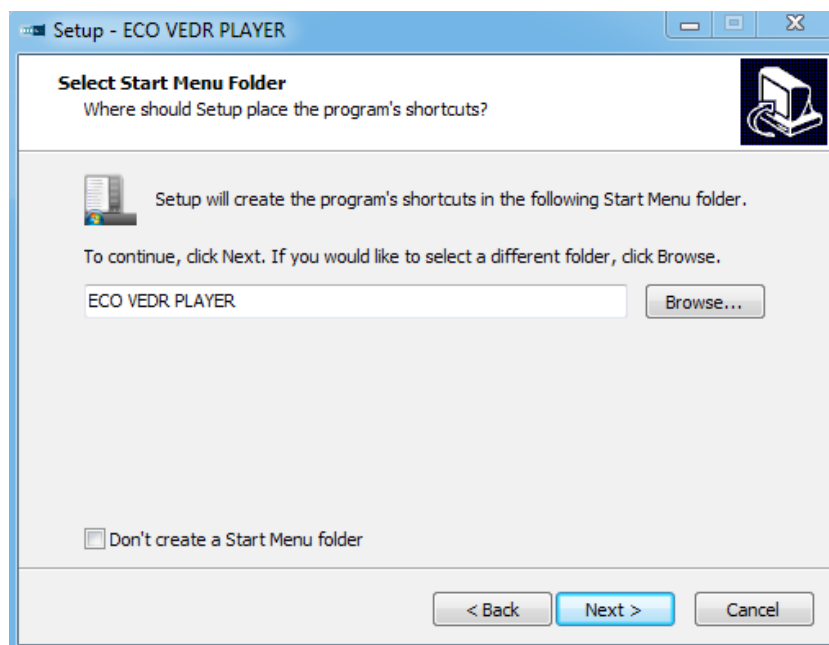 Setup - ECO VEDR PLAYER
Select Start Menu Folder
Where should Setup place the program's shortcuts?
Setup will create the program's shortcuts in the following Start Menu folder.
To continue, click Next. If you would like to select a different folder, click Browse.
ECO VEDR PLAYER
Browse...
Don't create a Start Menu folder
< Back
Next >
Cancel